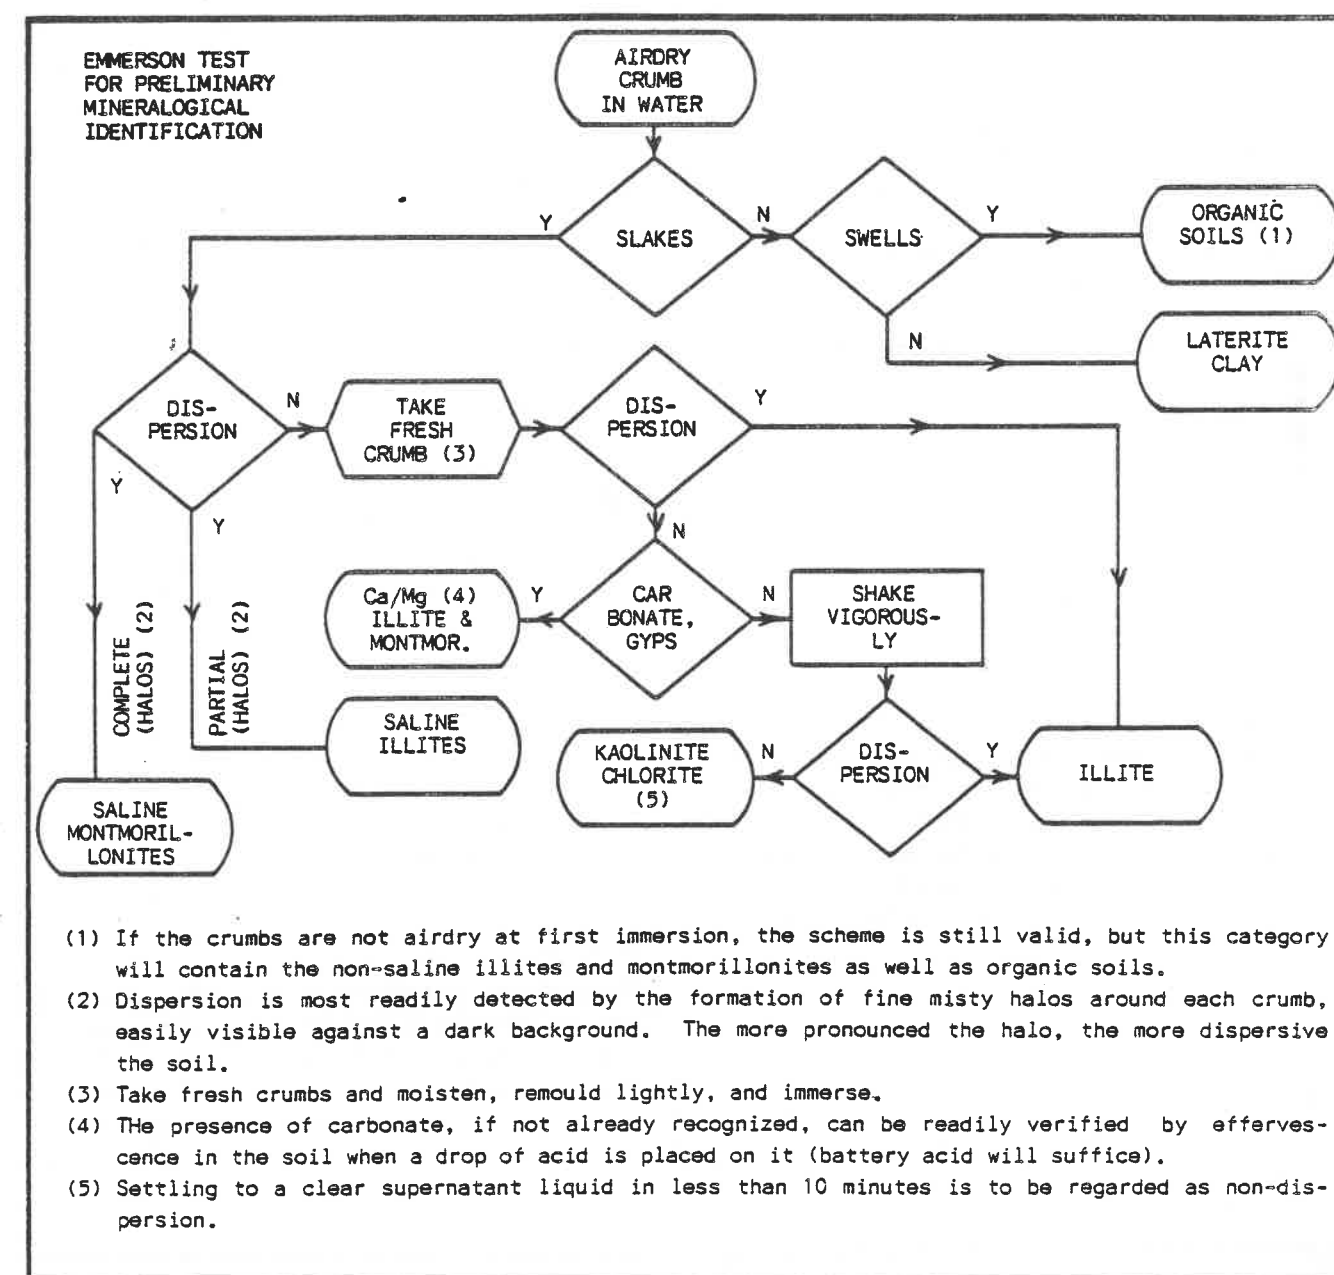 EMMERSON TEST
FOR PRELIMINARY
MINERALOGICAL
IDENTIFICATION
AIRDRY
CRUMB
IN WATER
Y
SLAKES
N
SWELLS
Y
ORGANIC
SOILS (1)
N
LATERITE
CLAY
DIS-
PERSION
N
TAKE
FRESH
CRUMB (3)
DIS-
PERSION
Y
Y
Y
N
COMPLETE
(HALOS) (2)
PARTIAL
(HALOS) (2)
Ca/Mg (4)
ILLITE &
MONTMOR.
Y
CAR
BONATE,
GYPS
N
SHAKE
VIGOROUS-
LY
SALINE
ILLITES
KAOLINITE
CHLORITE
(5)
N
DIS-
PERSION
Y
ILLITE
SALINE
MONTMORIL-
LONITES
(1) If the crumbs are not airdry at first immersion, the scheme is still valid, but this category
will contain the non-saline illites and montmorillonites as well as organic soils.
(2) Dispersion is most readily detected by the formation of fine misty halos around each crumb,
easily visible against a dark background. The more pronounced the halo, the more dispersive
the soil.
(3) Take fresh crumbs and moisten, remould lightly, and immerse.
(4) THe presence of carbonate, if not already recognized, can be readily verified by efferves-
cence in the soil when a drop of acid is placed on it (battery acid will suffice).
(5) Settling to a clear supernatant liquid in less than 10 minutes is to be regarded as non-dis-
persion.